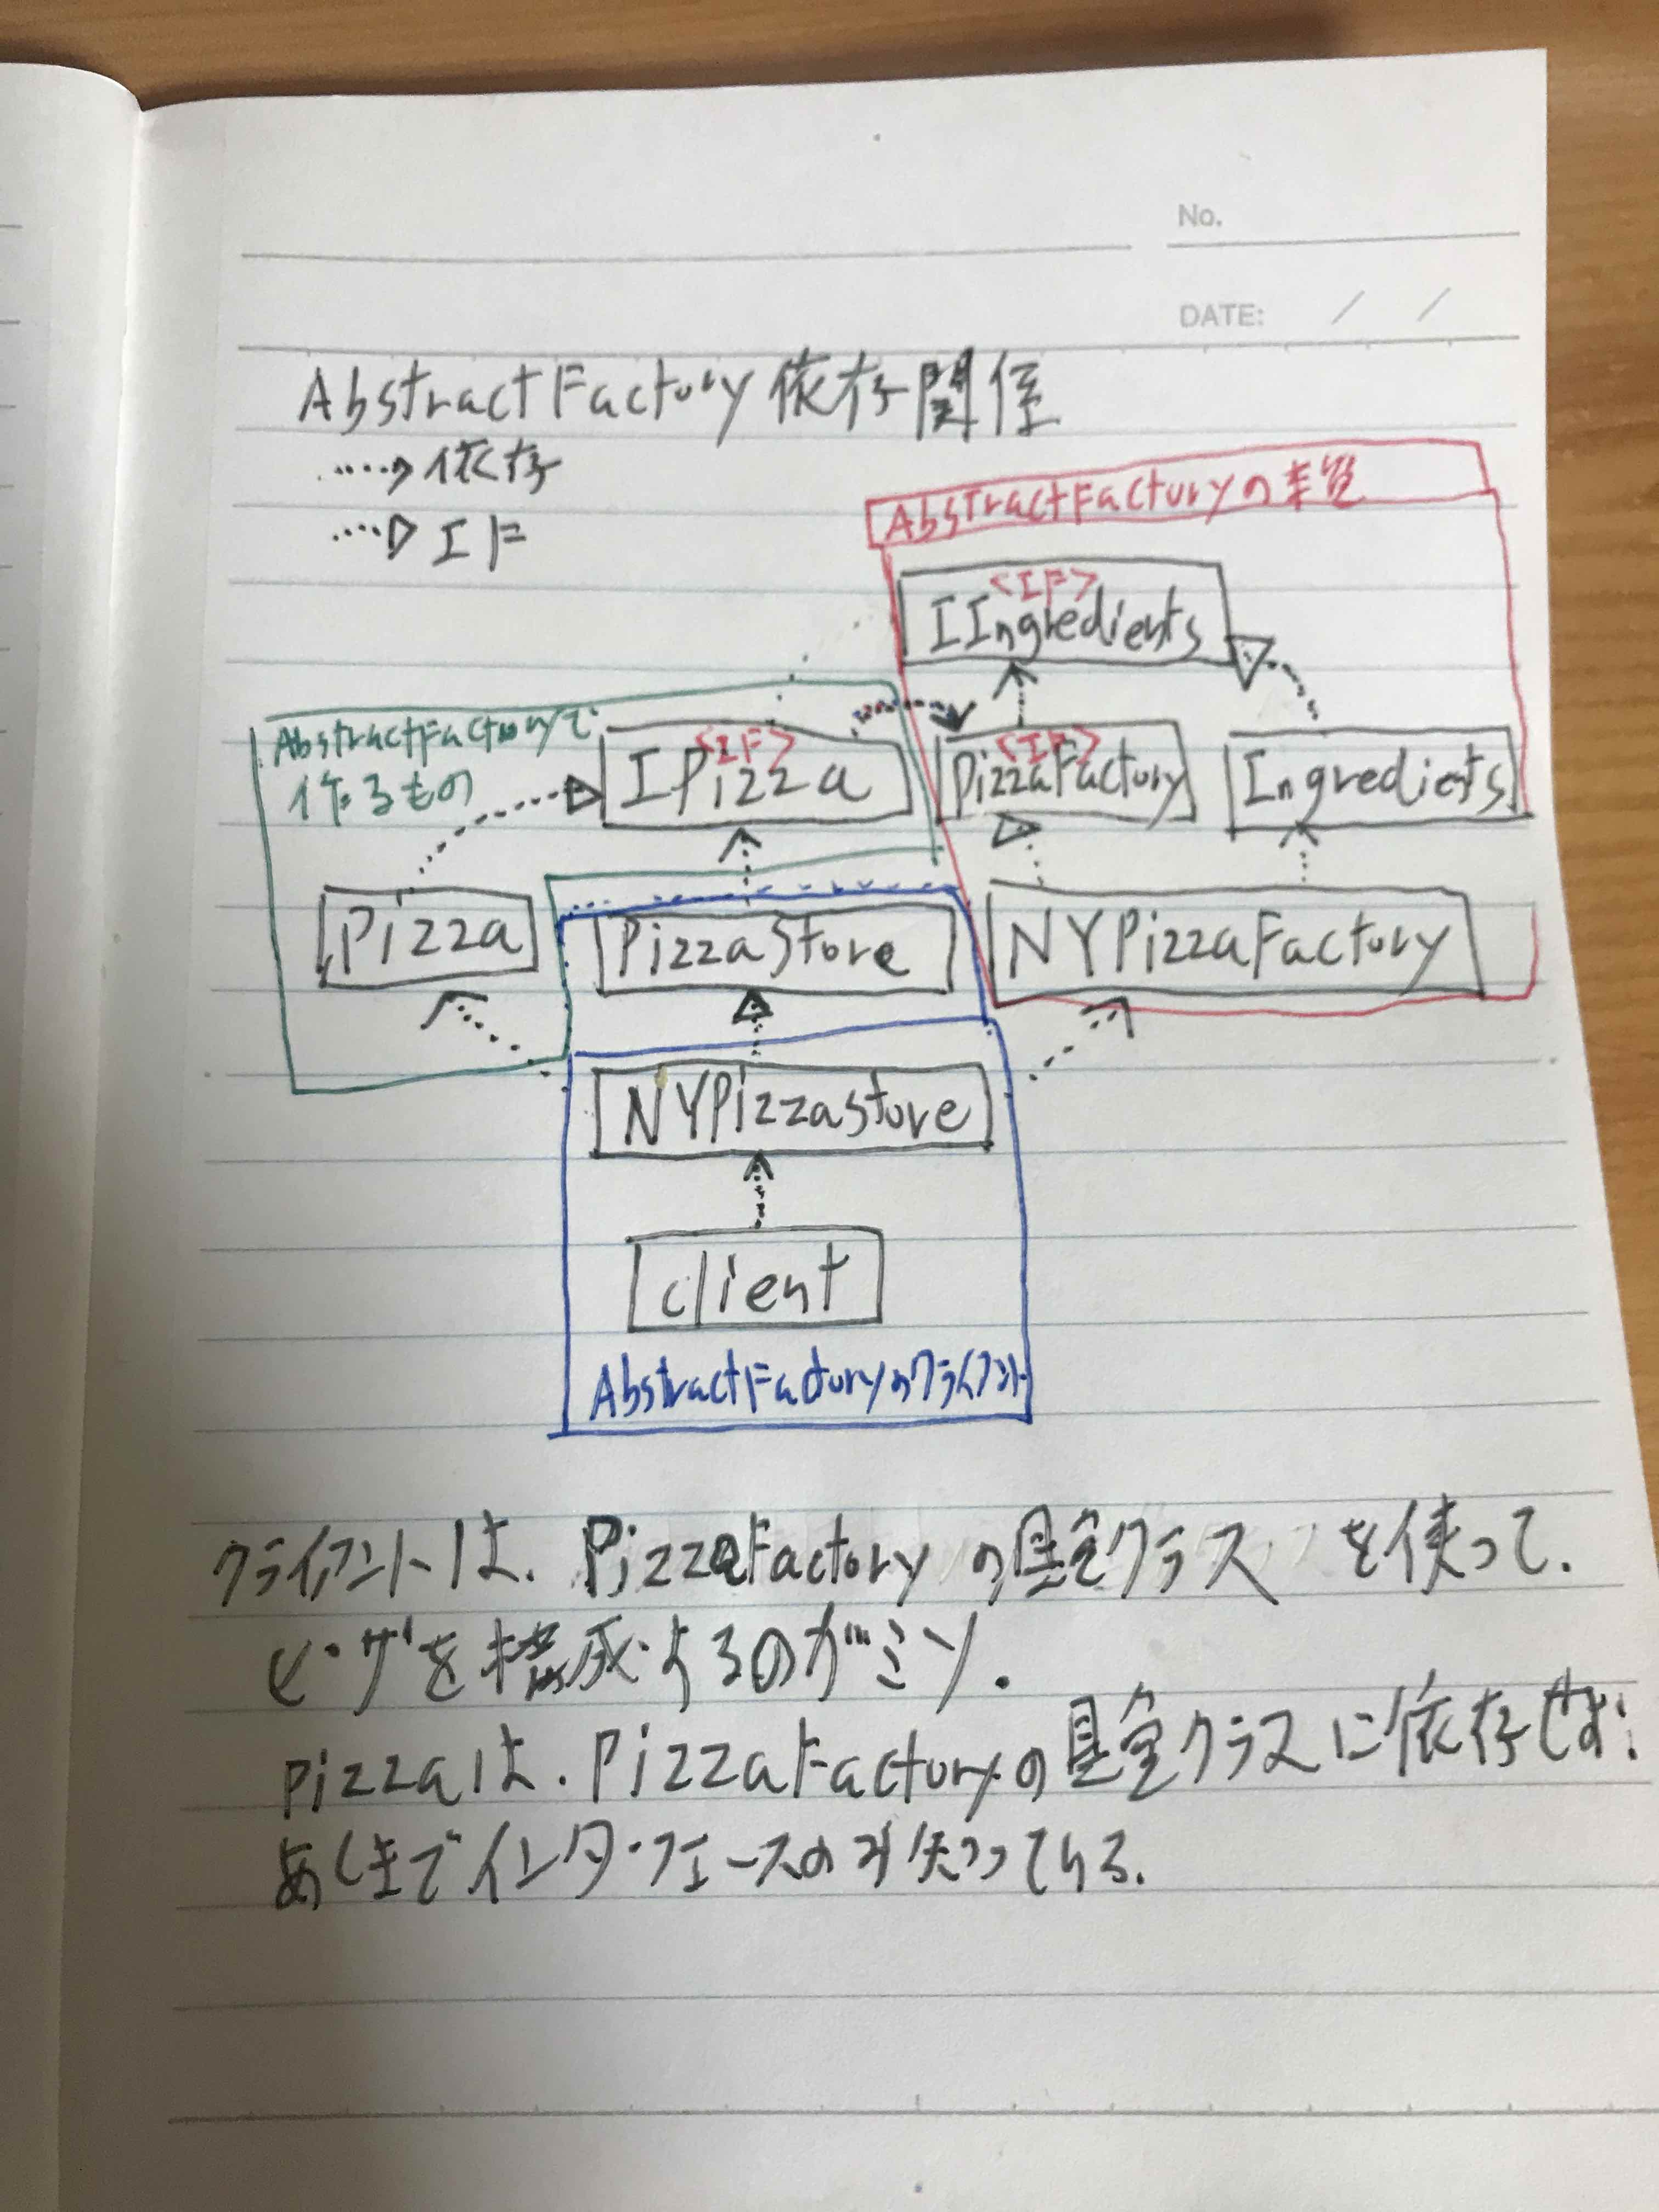 No.
DATE: / /
AbstractFactory依存関係
····>依存
····▷IF
AbstractFactoryの本質
<IF>
IIngredients
AbstractFactoryで
作るもの
<IF>
IPizza
<IF>
PizzaFactory
Ingredients
Pizza
PizzaStore
NYPizzaFactory
NYPizzaStore
client
AbstractFactoryのクライアント
クライアントは、PizzaFactoryの具象クラスを使って、
ピザを構成するのがミソ.
Pizzaは、PizzaFactoryの具象クラスに依存せず、
あくまでインターフェースのみ知っている.